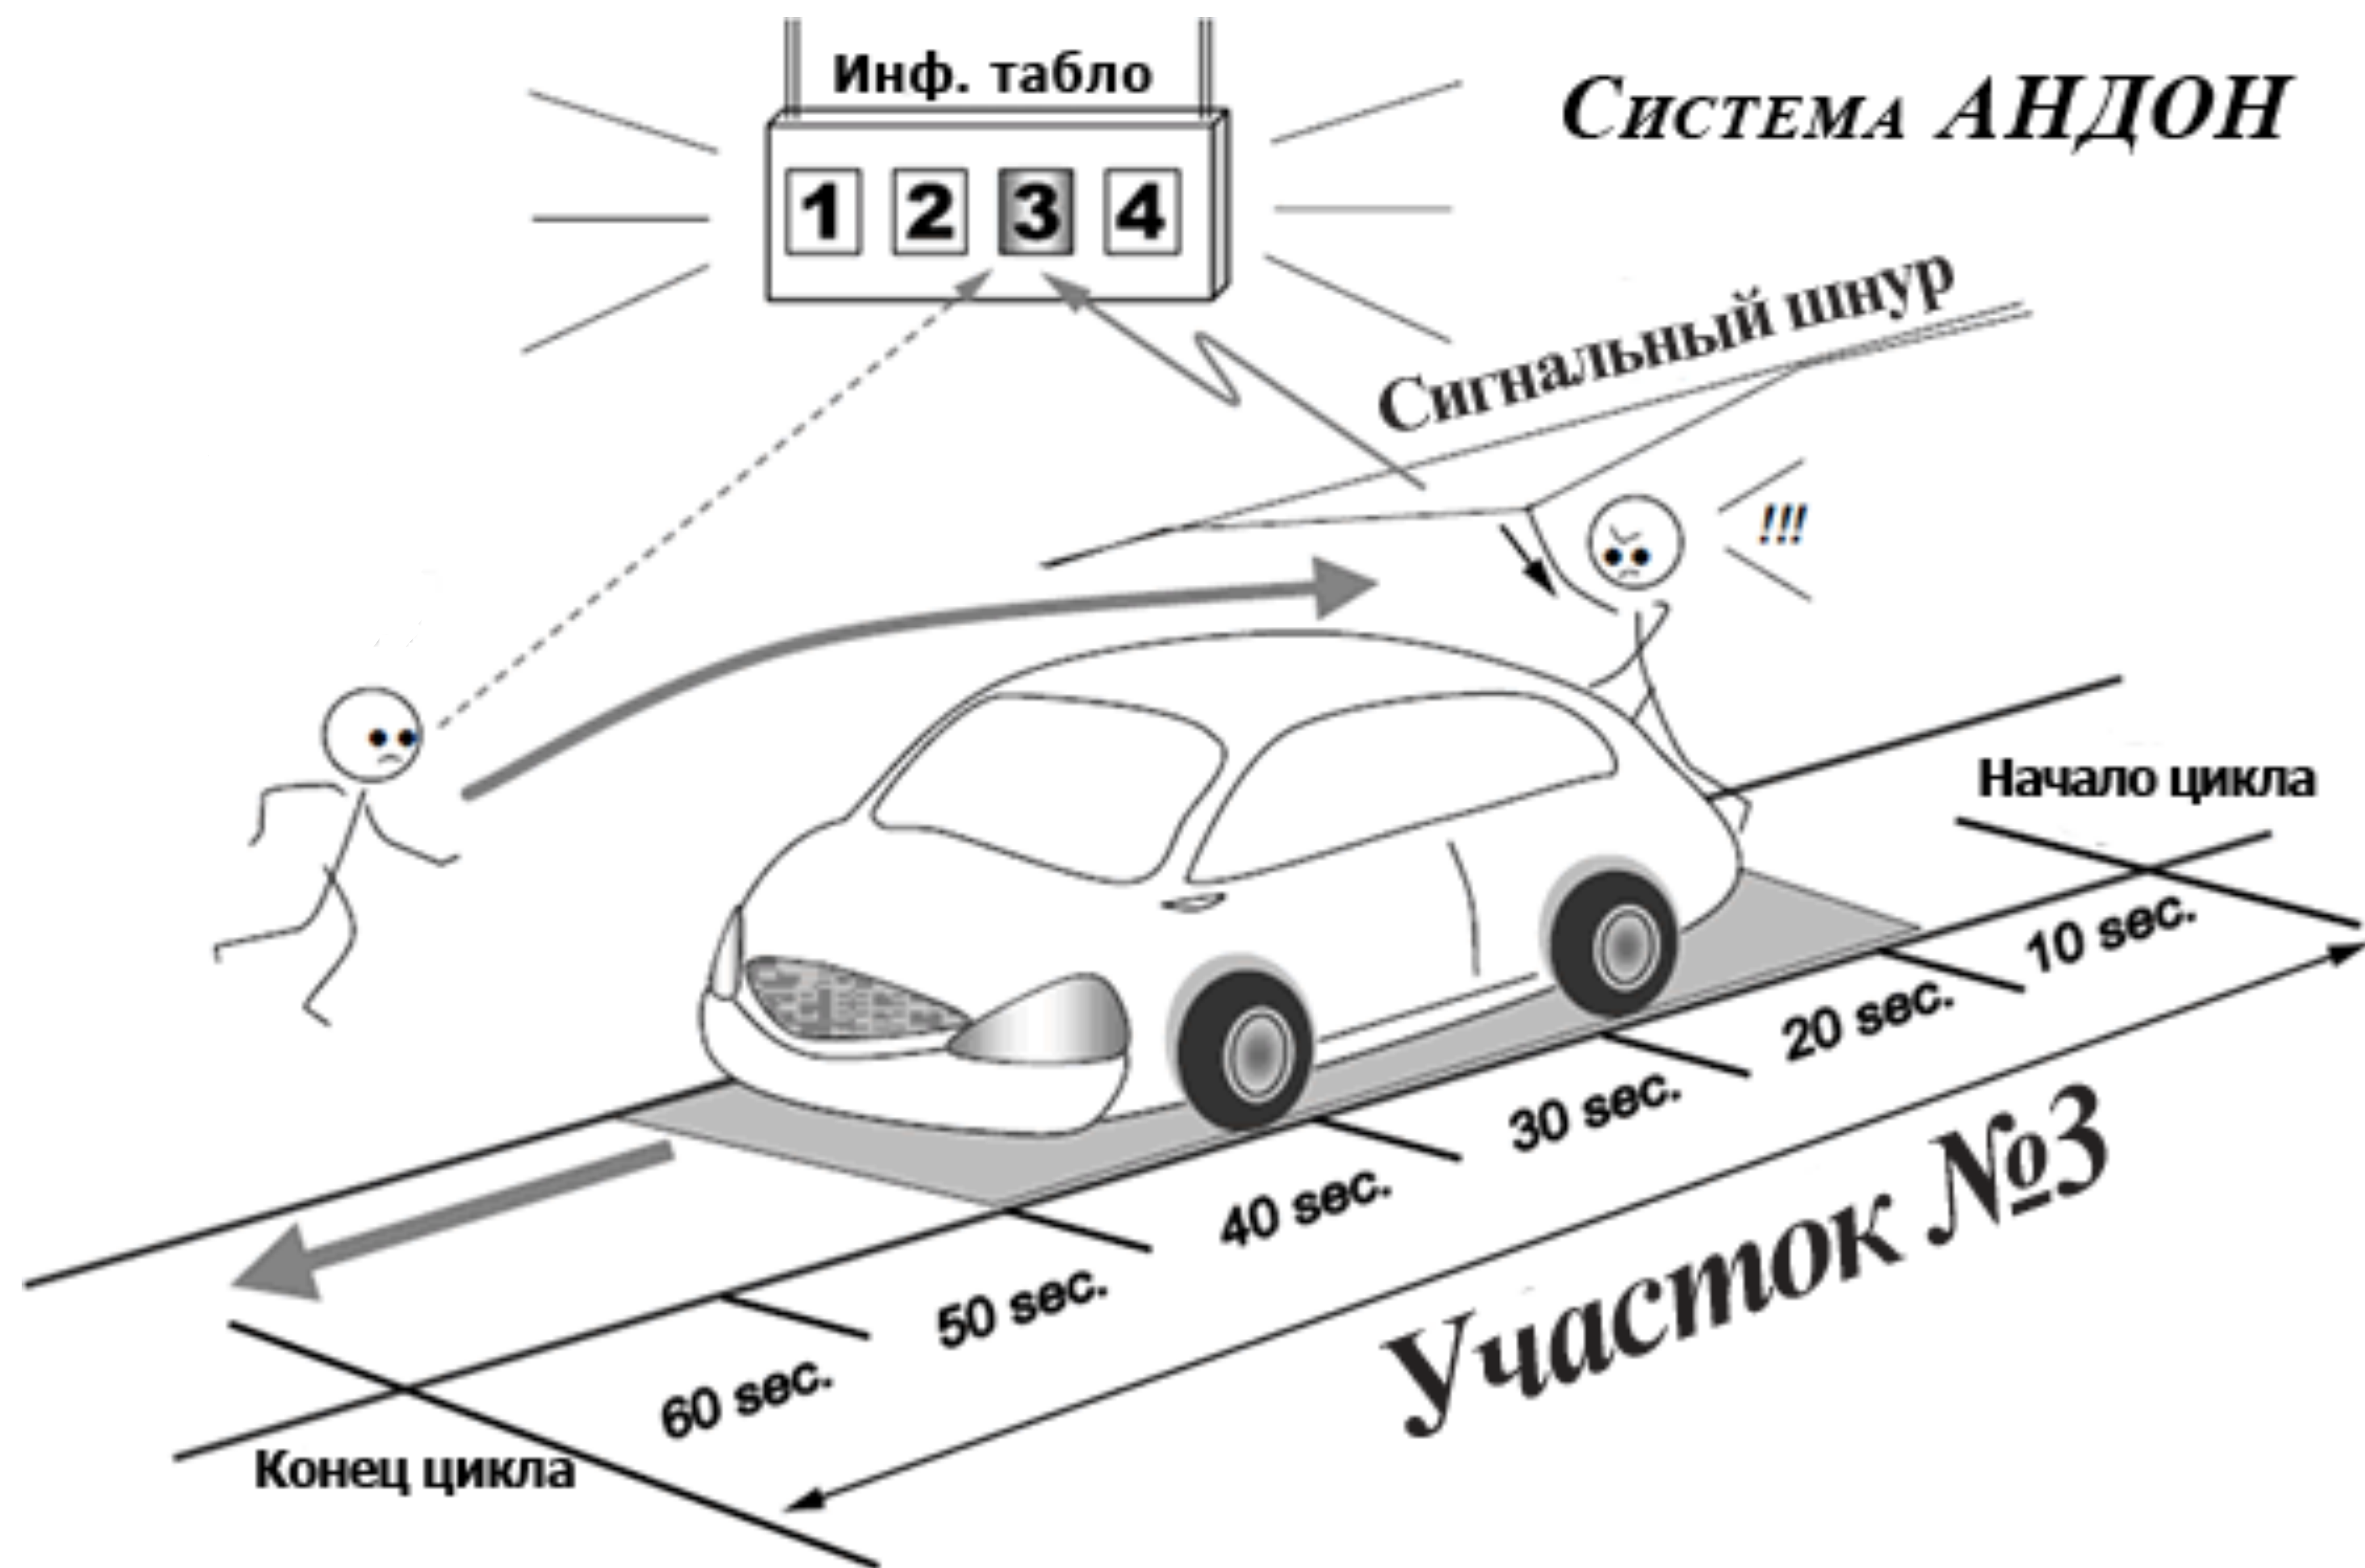 Инф. табло
Система АНДОН
1 2 3 4
Сигнальный шнур
!!!
Начало цикла
10 sec.
20 sec.
30 sec.
40 sec.
50 sec.
60 sec.
Участок №3
Конец цикла